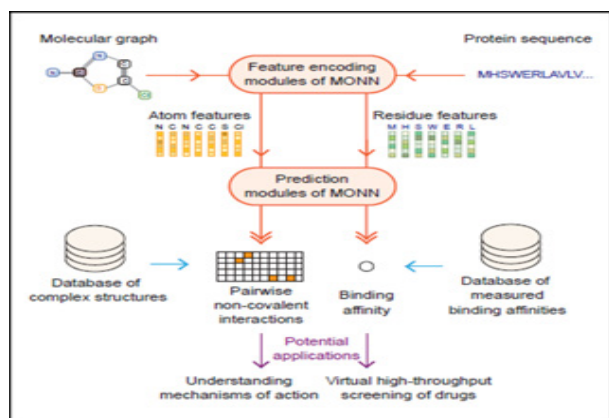 Molecular graph
Protein sequence
Feature encoding
modules of MONN
MHSWERLAVLV...
Atom features
Residue features
N C N C C S Cl
M H S W E R L
Prediction
modules of MONN
Database of
complex structures
Pairwise
non-covalent
interactions
Binding
affinity
Database of
measured
binding affinities
Potential
applications
Understanding
mechanisms of action
Virtual high-throughput
screening of drugs